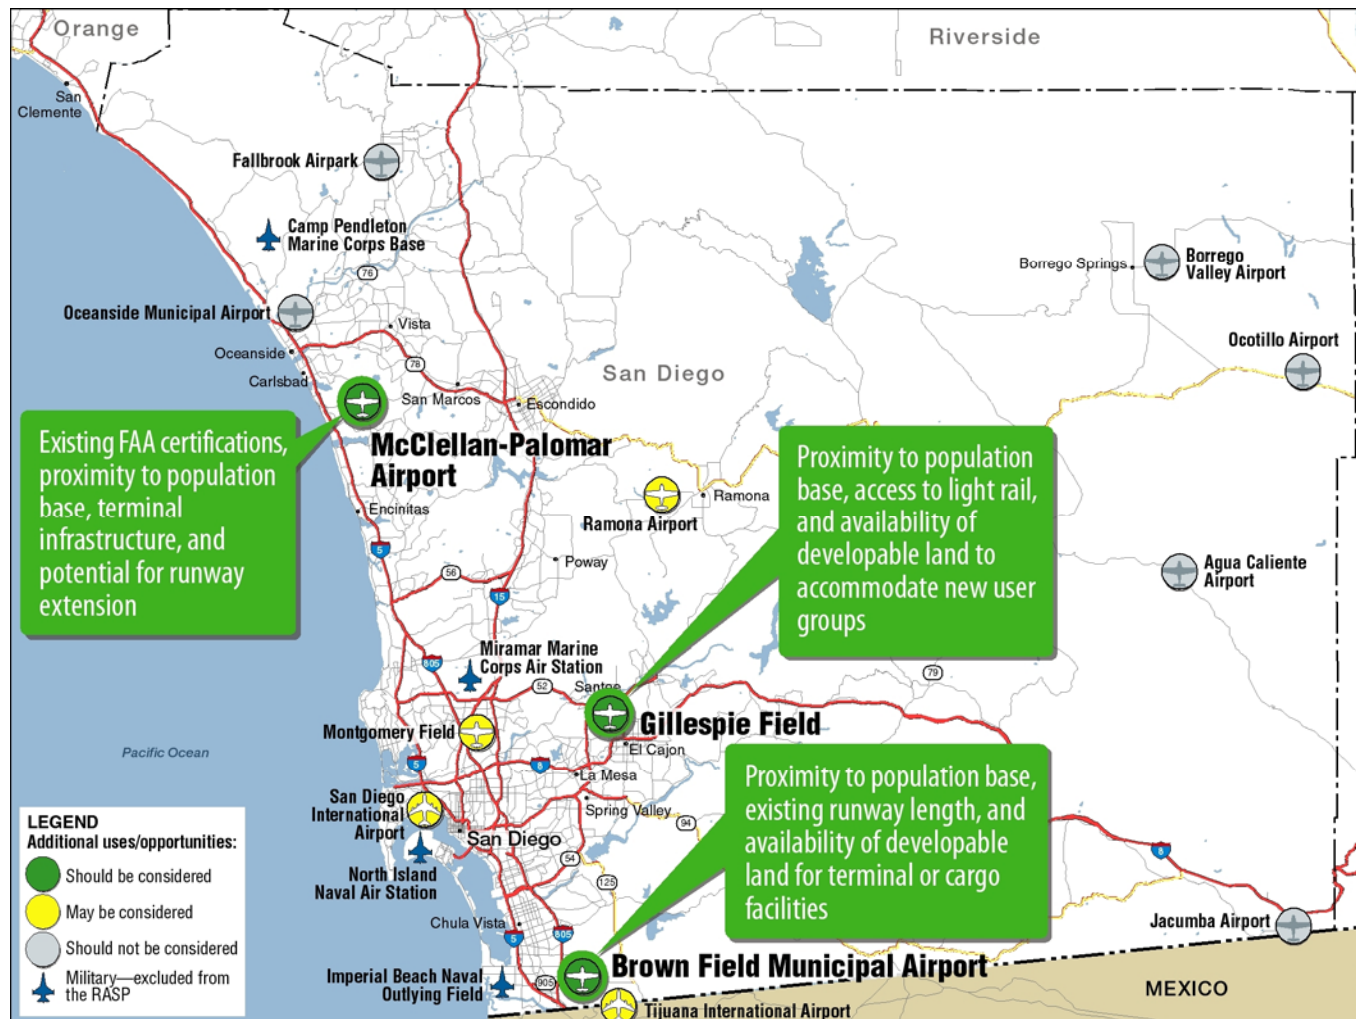 Orange
Riverside
San
Clemente
Fallbrook Airpark
Camp Pendleton
Marine Corps Base
76
Borrego Springs
Borrego
Valley Airport
Oceanside Municipal Airport
Vista
Oceanside
Ocotillo Airport
78
Carlsbad
San Marcos
Escondido
San Diego
McClellan-Palomar
Airport
Existing FAA certifications,
proximity to population
base, terminal
infrastructure, and
potential for runway
extension
Proximity to population
base, access to light rail,
and availability of
developable land to
accommodate new user
groups
Ramona
Ramona Airport
Encinitas
5
Poway
56
15
Agua Caliente
Airport
Miramar Marine
Corps Air Station
805
52
Santee
79
Gillespie Field
Montgomery Field
El Cajon
Pacific Ocean
5
8
La Mesa
Proximity to population base,
existing runway length, and
availability of developable
land for terminal or cargo
facilities
San Diego
International
Airport
Spring Valley
94
San Diego
54
8
North Island
Naval Air Station
125
Chula Vista
5
805
Jacumba Airport
Brown Field Municipal Airport
Imperial Beach Naval
Outlying Field
905
MEXICO
Tijuana International Airport
LEGEND
Additional uses/opportunities:
Should be considered
May be considered
Should not be considered
Military—excluded from
the RASP